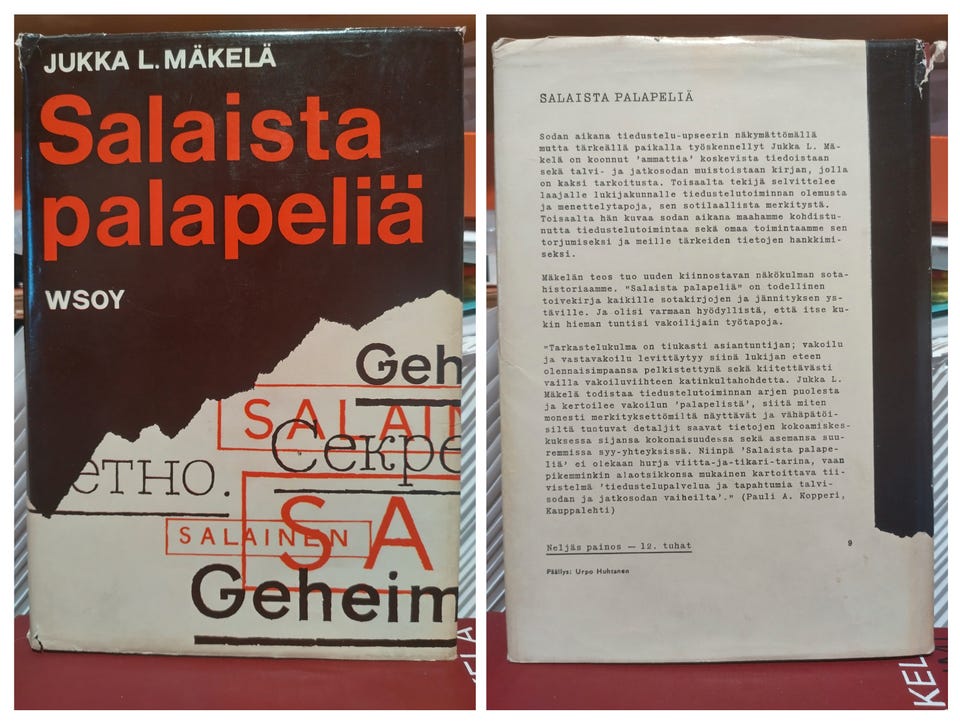 JUKKA L. MÄKELÄ
Salaista
palapeliä
WSOY
Geh
SALAIN
Секре
етно.
SA
SALAINEN
Geheim
SALAISTA PALAPELIÄ
Sodan aikana tiedustelu-upseerin näkymättömällä
mutta tärkeällä paikalla työskennellyt Jukka L. Mä-
kelä on koonnut 'ammattia' koskevista tiedoistaan
sekä talvi- ja jatkosodan muistoistaan kirjan, jolla
on kaksi tarkoitusta. Toisaalta tekijä selvittelee
laajalle lukijakunnalle tiedustelutoiminnan olemusta
ja menettelytapoja, sen sotilaallista merkitystä.
Toisaalta hän kuvaa sodan aikana maahamme kohdistu-
nutta tiedustelutoimintaa sekä omaa toimintaamme sen
torjumiseksi ja meille tärkeiden tietojen hankkimi-
seksi.
Mäkelän teos tuo uuden kiinnostavan näkökulman sota-
historiaamme. "Salaista palapeliä" on todellinen
toivekirja kaikille sotakirjojen ja jännityksen ys-
täville. Ja olisi varmaan hyödyllistä, että itse ku-
kin hieman tuntisi vakoilijain työtapoja.
"Tarkastelukulma on tiukasti asiantuntijan; vakoilu
ja vastavakoilu levittäytyy siinä lukijan eteen
olennaisimpaansa pelkistettynä sekä kiitettävästi
vailla vakoiluviihteen katinkultahohdetta. Jukka L.
Mäkelä todistaa tiedustelutoiminnan arjen puolesta
ja kertoilee vakoilun 'palapelistä', siitä miten
monesti merkityksettömiltä näyttävät ja vähäpätöi-
siltä tuntuvat detaljit saavat tietojen kokoamiskes-
kuksessa sijansa kokonaisuudessa sekä asemansa suu-
remmissa syy-yhteyksissä. Niinpä 'Salaista palape-
liä' ei olekaan hurja viitta-ja-tikari-tarina, vaan
pikemminkin alaotsikkonsa mukainen kartoittava tii-
vistelmä 'tiedustelupalvelua ja tapahtumia talvi-
sodan ja jatkosodan vaiheilta'." (Pauli A. Kopperi,
Kauppalehti)
Neljäs painos — 12. tuhat
9
Päällys: Urpo Huhtanen
KEL